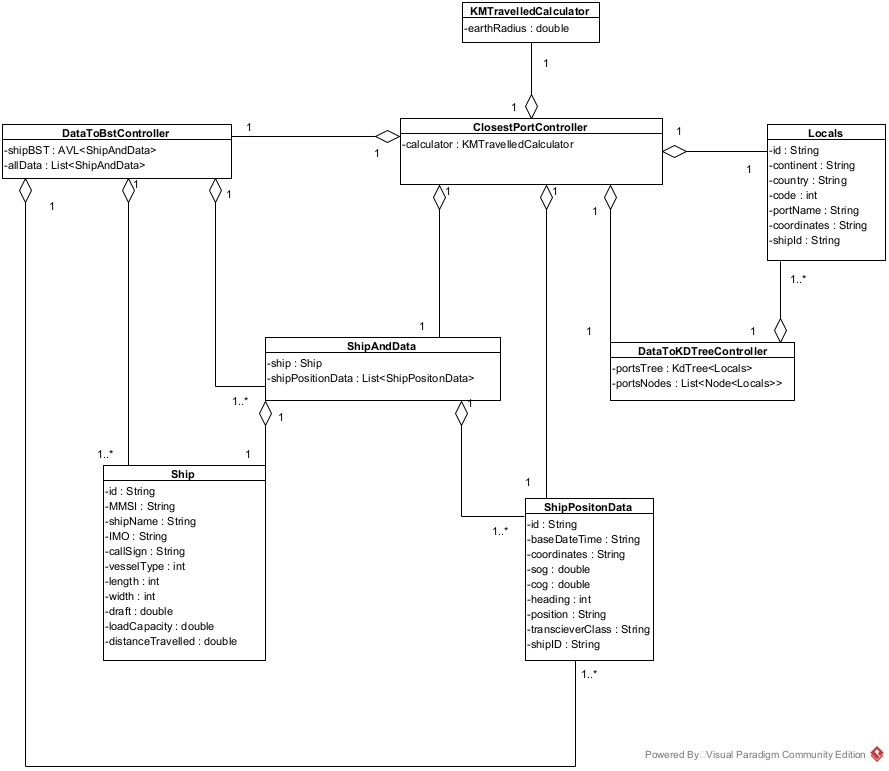 KMTravelledCalculator
-earthRadius : double
1
1
DataToBstController
-shipBST : AVL<ShipAndData>
-allData : List<ShipAndData>
1
1
ClosestPortController
-calculator : KMTravelledCalculator
1
1
Locals
-id : String
-continent : String
-country : String
-code : int
-portName : String
-coordinates : String
-shipId : String
1
1
1
1
1
1
1..*
1
1
1
DataToKDTreeController
-portsTree : KdTree<Locals>
-portsNodes : List<Node<Locals>>
ShipAndData
-ship : Ship
-shipPositionData : List<ShipPositonData>
1..*
1
1
1..*
1
Ship
-id : String
-MMSI : String
-shipName : String
-IMO : String
-callSign : String
-vesselType : int
-length : int
-width : int
-draft : double
-loadCapacity : double
-distanceTravelled : double
1
1..*
ShipPositonData
-id : String
-baseDateTime : String
-coordinates : String
-sog : double
-cog : double
-heading : int
-position : String
-transcieverClass : String
-shipID : String
1..*
Powered By Visual Paradigm Community Edition